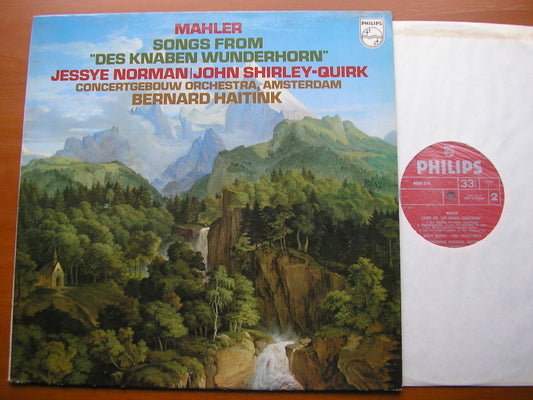 MAHLER
PHILIPS
SONGS FROM
"DES KNABEN WUNDERHORN"
JESSYE NORMAN|JOHN SHIRLEY-QUIRK
CONCERTGEBOUW ORCHESTRA, AMSTERDAM
BERNARD HAITINK
PHILIPS
33
2